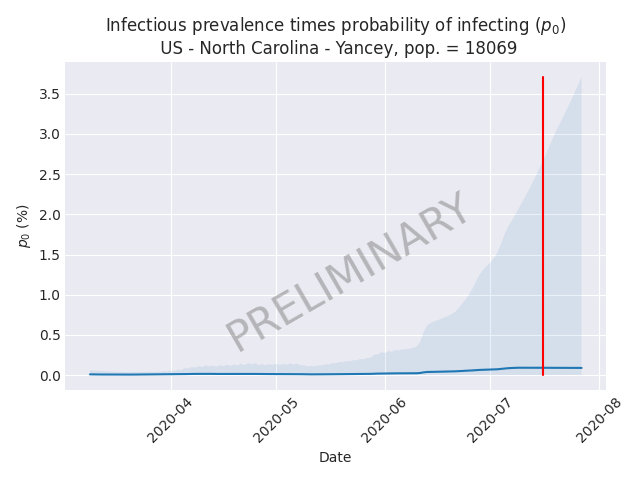 Infectious prevalence times probability of infecting (p₀)
US - North Carolina - Yancey, pop. = 18069
3.5
3.0
2.5
2.0
1.5
1.0
0.5
0.0
p₀ (%)
PRELIMINARY
2020-04
2020-05
2020-06
2020-07
2020-08
Date